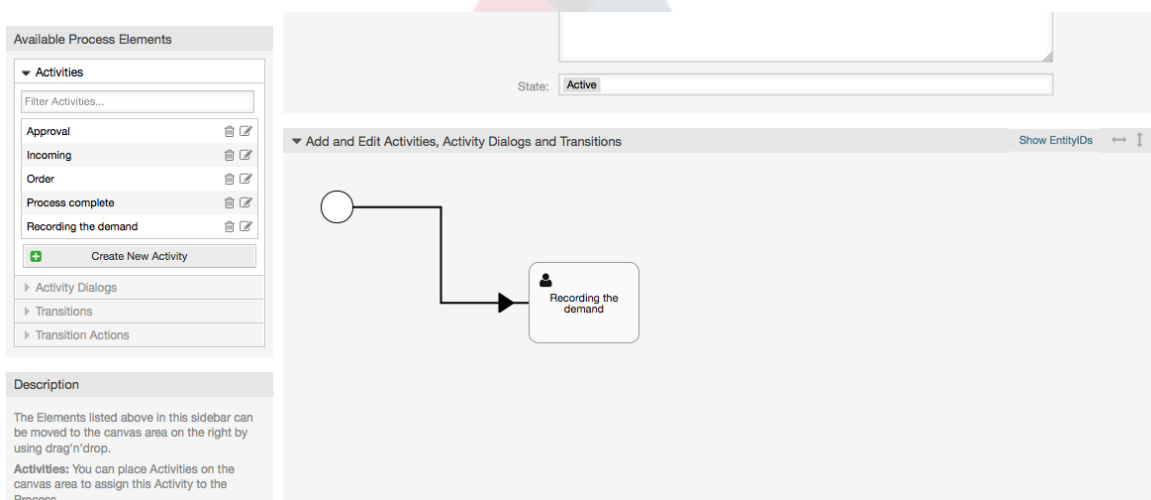 Available Process Elements
Activities
Filter Activities...
Approval
Incoming
Order
Process complete
Recording the demand
Create New Activity
Activity Dialogs
Transitions
Transition Actions
Description
The Elements listed above in this sidebar can
be moved to the canvas area on the right by
using drag'n'drop.
Activities: You can place Activities on the
canvas area to assign this Activity to the
Process.
State: Active
Add and Edit Activities, Activity Dialogs and Transitions
Show EntityIDs
Recording the
demand